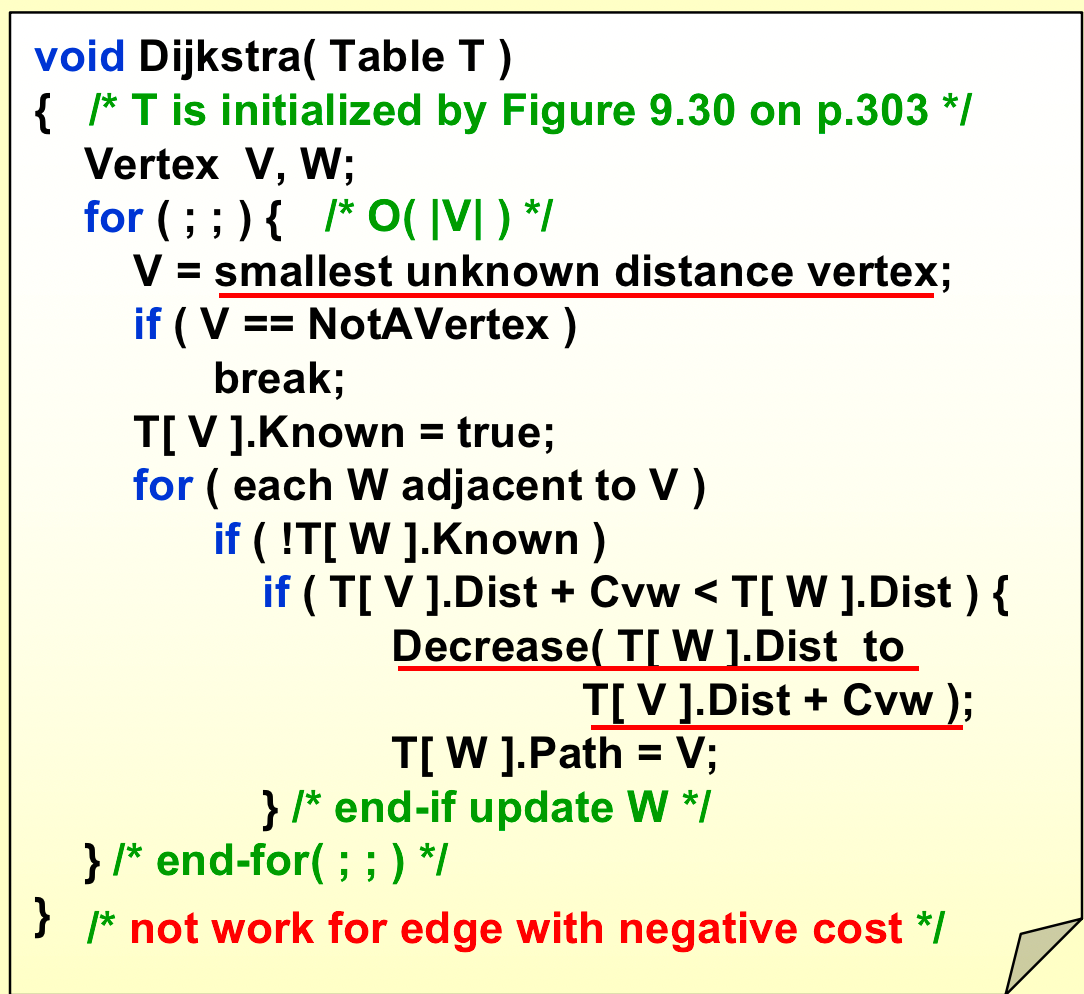 void Dijkstra( Table T )
{ /* T is initialized by Figure 9.30 on p.303 */
Vertex V, W;
for ( ; ; ) { /* O( |V| ) */
V = smallest unknown distance vertex;
if ( V == NotAVertex )
break;
T[ V ].Known = true;
for ( each W adjacent to V )
if ( !T[ W ].Known )
if ( T[ V ].Dist + Cvw < T[ W ].Dist ) {
Decrease( T[ W ].Dist to
T[ V ].Dist + Cvw );
T[ W ].Path = V;
} /* end-if update W */
} /* end-for( ; ; ) */
} /* not work for edge with negative cost */